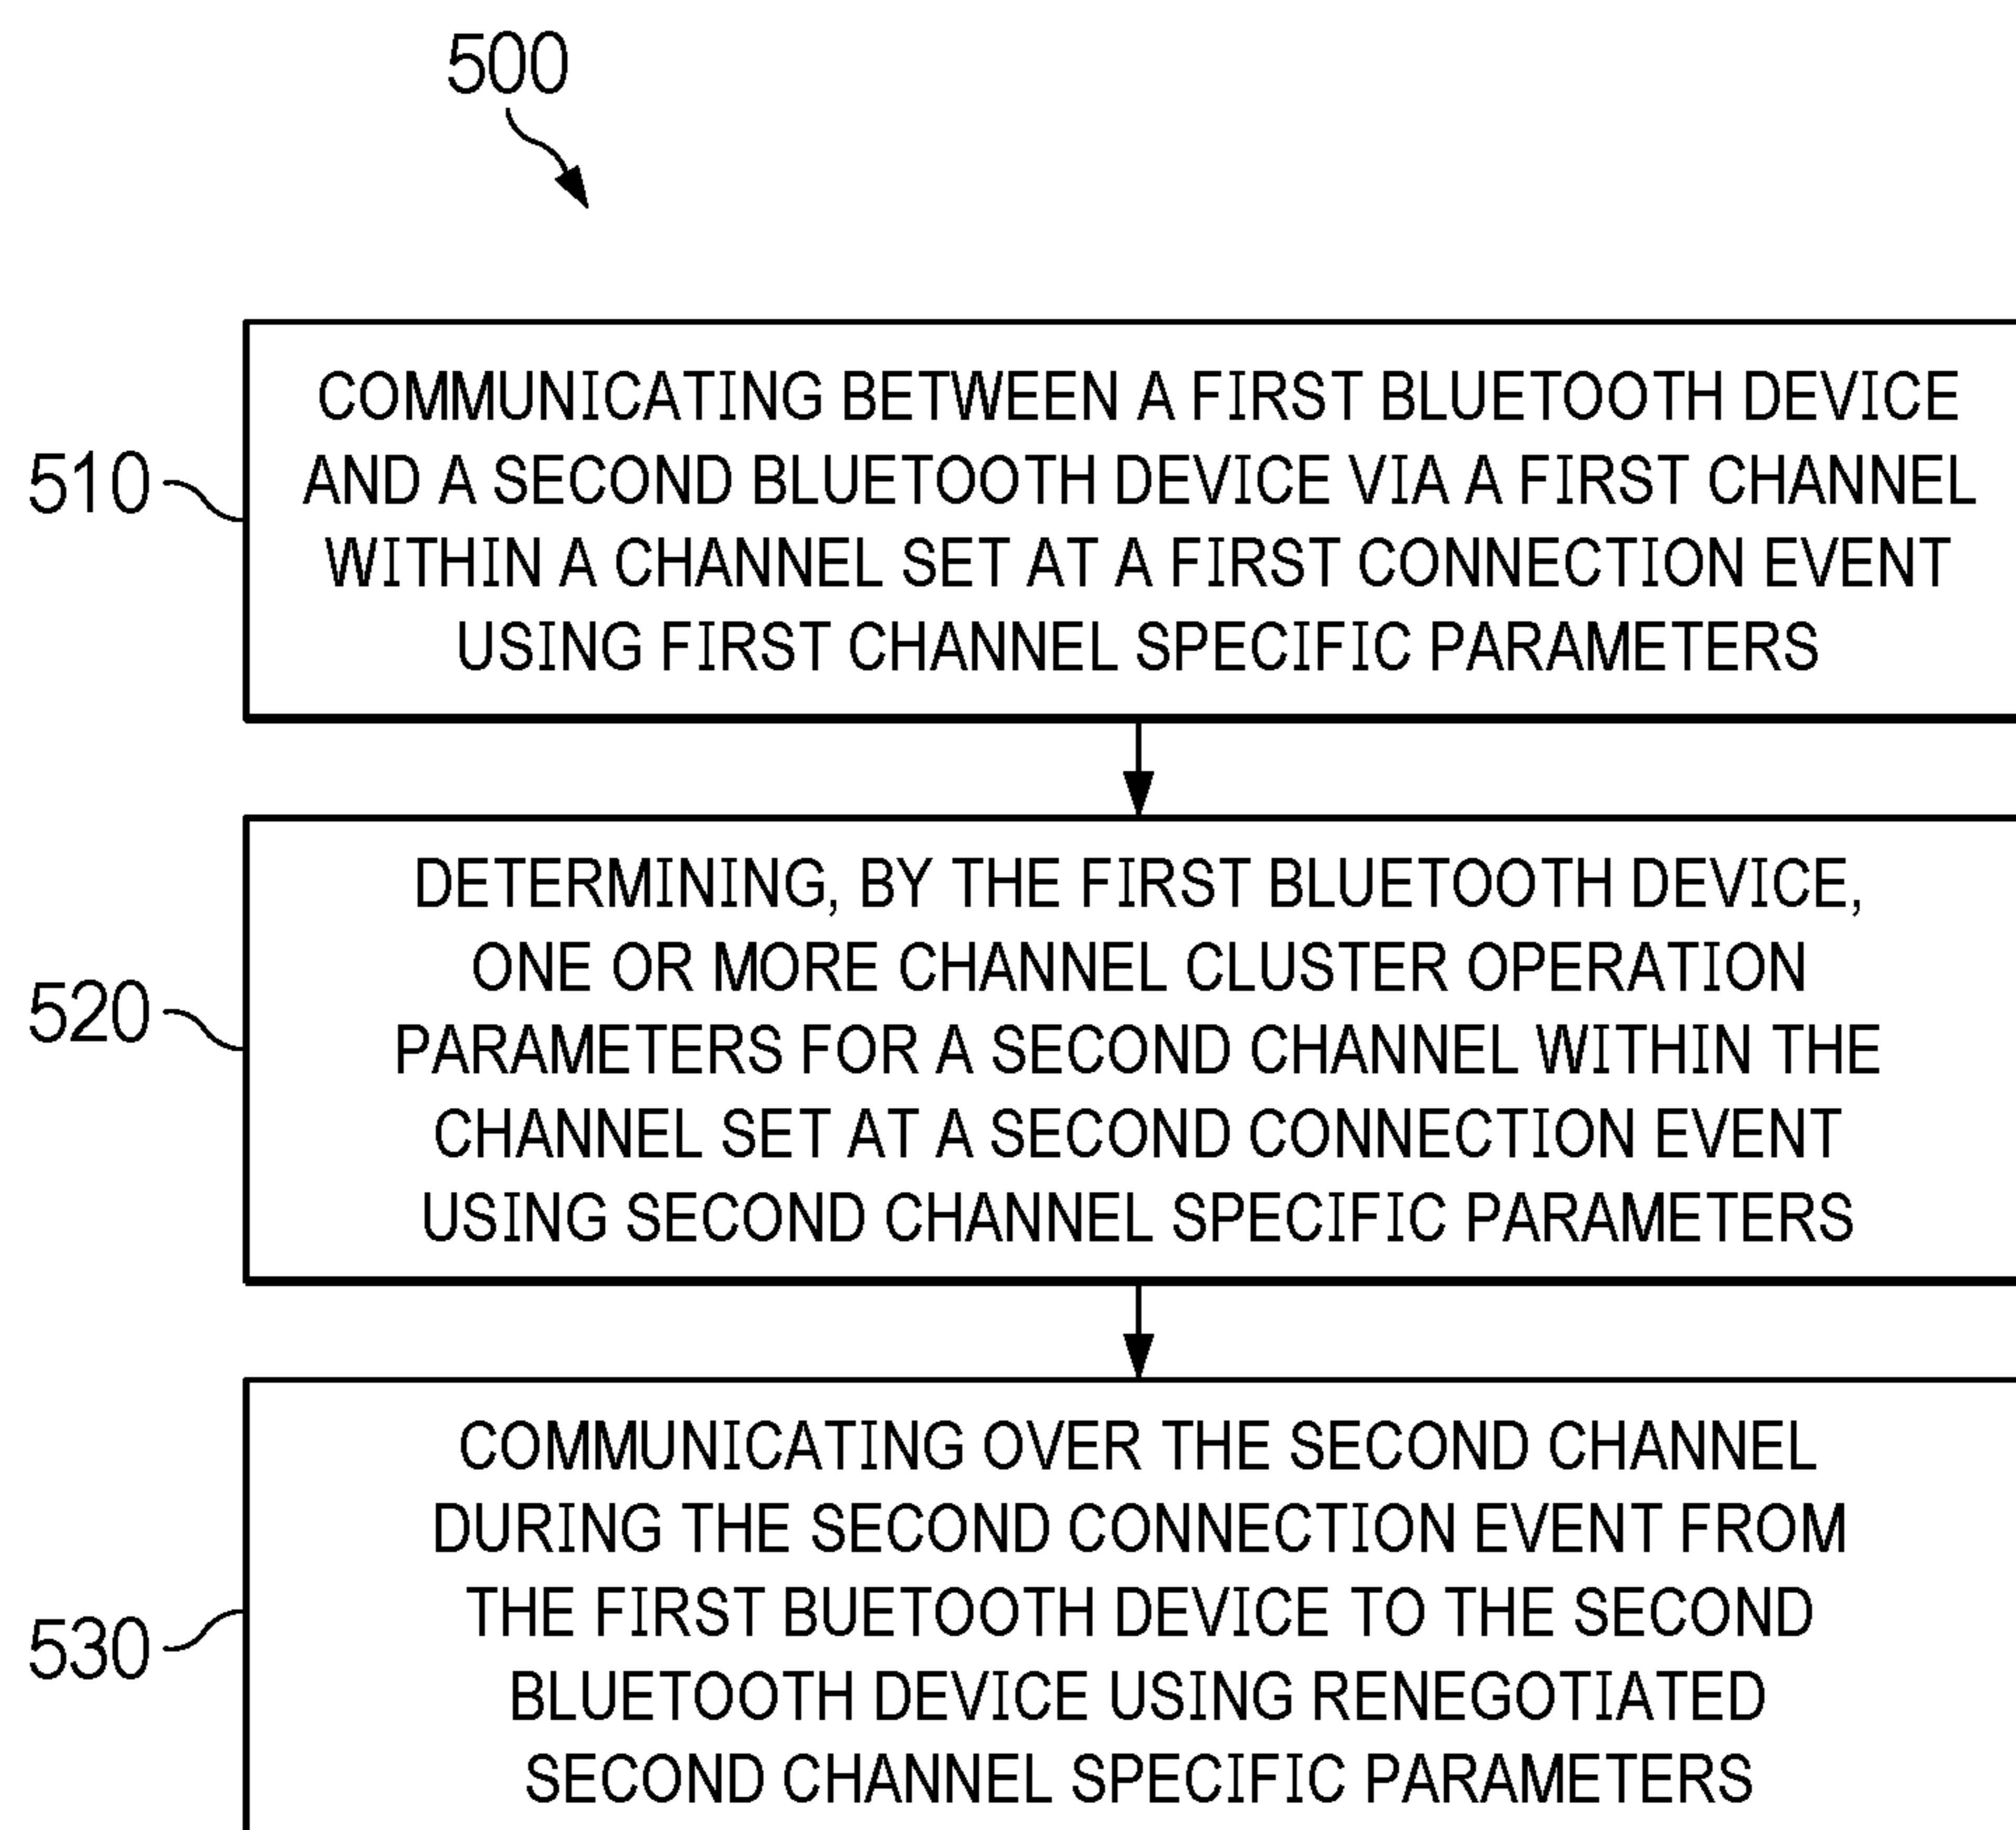 500
510
COMMUNICATING BETWEEN A FIRST BLUETOOTH DEVICE
AND A SECOND BLUETOOTH DEVICE VIA A FIRST CHANNEL
WITHIN A CHANNEL SET AT A FIRST CONNECTION EVENT
USING FIRST CHANNEL SPECIFIC PARAMETERS
520
DETERMINING, BY THE FIRST BLUETOOTH DEVICE,
ONE OR MORE CHANNEL CLUSTER OPERATION
PARAMETERS FOR A SECOND CHANNEL WITHIN THE
CHANNEL SET AT A SECOND CONNECTION EVENT
USING SECOND CHANNEL SPECIFIC PARAMETERS
530
COMMUNICATING OVER THE SECOND CHANNEL
DURING THE SECOND CONNECTION EVENT FROM
THE FIRST BUETOOTH DEVICE TO THE SECOND
BLUETOOTH DEVICE USING RENEGOTIATED
SECOND CHANNEL SPECIFIC PARAMETERS